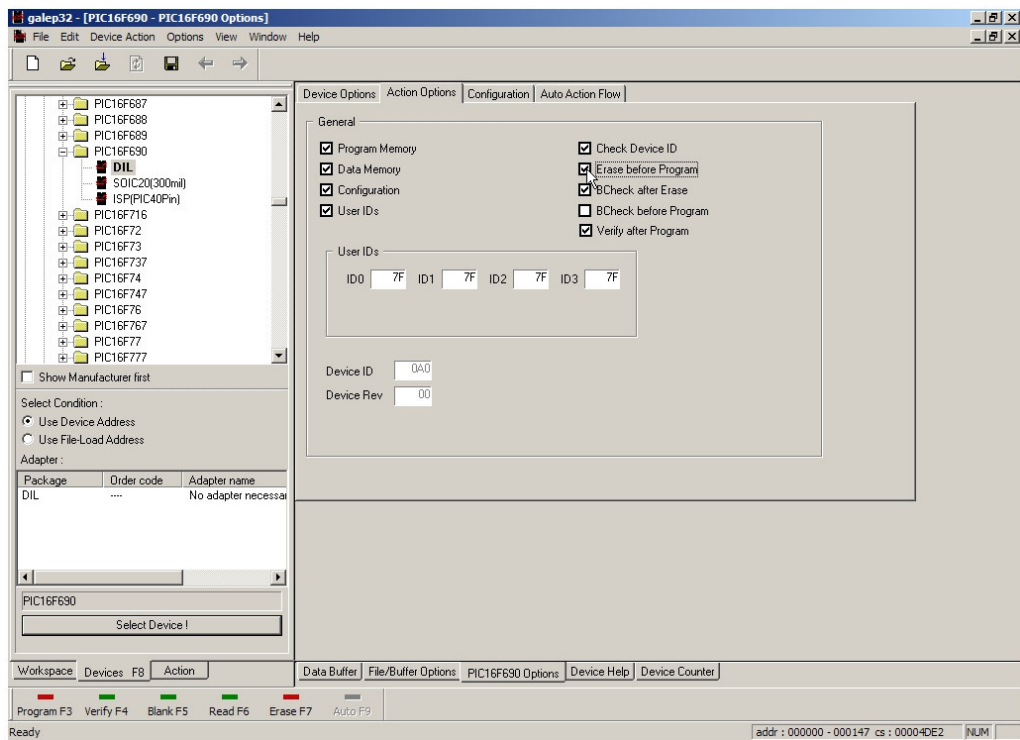 galep32 - [PIC16F690 - PIC16F690 Options]
File Edit Device Action Options View Window Help
PIC16F687
PIC16F688
PIC16F689
PIC16F690
DIL
SOIC20(300mil)
ISP(PIC40Pin)
PIC16F716
PIC16F72
PIC16F73
PIC16F737
PIC16F74
PIC16F747
PIC16F76
PIC16F767
PIC16F77
PIC16F777
Show Manufacturer first
Select Condition :
Use Device Address
Use File-Load Address
Adapter :
Package Order code Adapter name
DIL ---- No adapter necessar
PIC16F690
Select Device !
Workspace Devices F8 Action
Device Options Action Options Configuration Auto Action Flow
General
Program Memory
Data Memory
Configuration
User IDs
Check Device ID
Erase before Program
BCheck after Erase
BCheck before Program
Verify after Program
User IDs
ID0 7F ID1 7F ID2 7F ID3 7F
Device ID 0A0
Device Rev 00
Data Buffer File/Buffer Options PIC16F690 Options Device Help Device Counter
Program F3 Verify F4 Blank F5 Read F6 Erase F7 Auto F9
Ready addr : 000000 - 000147 cs : 00004DE2 NUM